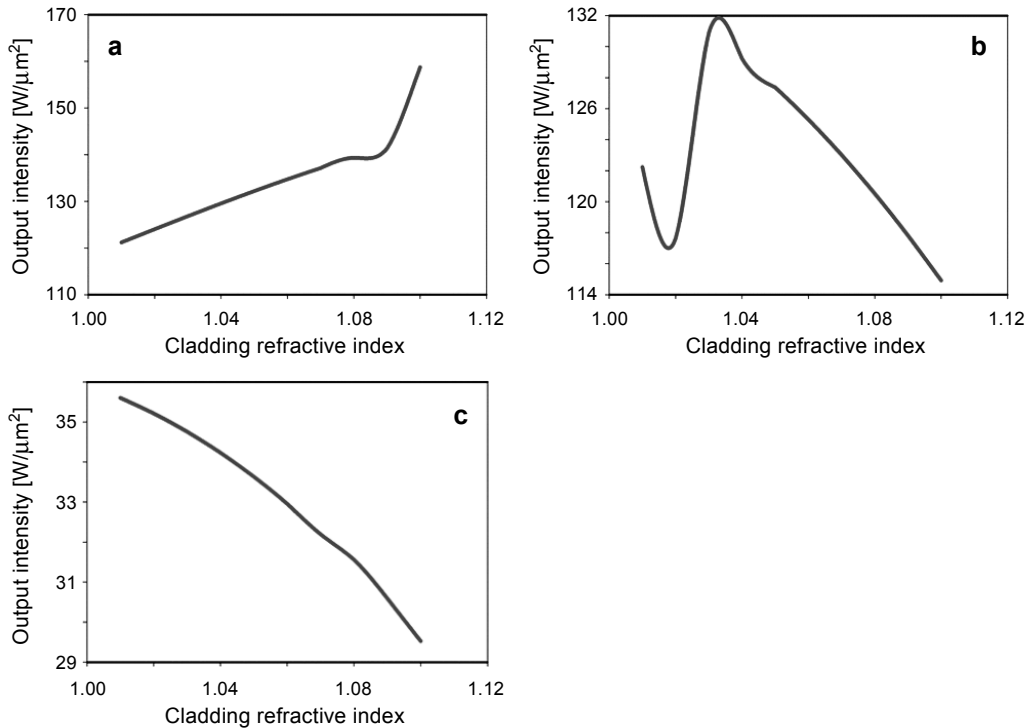 a
Output intensity [W/μm²]
170
150
130
110
1.00 1.04 1.08 1.12
Cladding refractive index
b
Output intensity [W/μm²]
132
126
120
114
1.00 1.04 1.08 1.12
Cladding refractive index
c
Output intensity [W/μm²]
35
33
31
29
1.00 1.04 1.08 1.12
Cladding refractive index